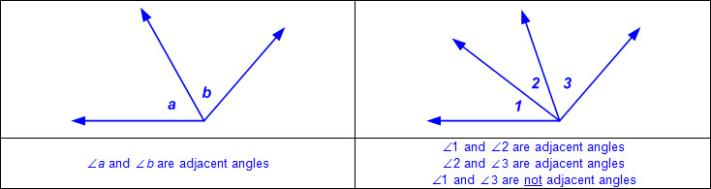 a
b
1
2
3
∠a and ∠b are adjacent angles
∠1 and ∠2 are adjacent angles
∠2 and ∠3 are adjacent angles
∠1 and ∠3 are not adjacent angles